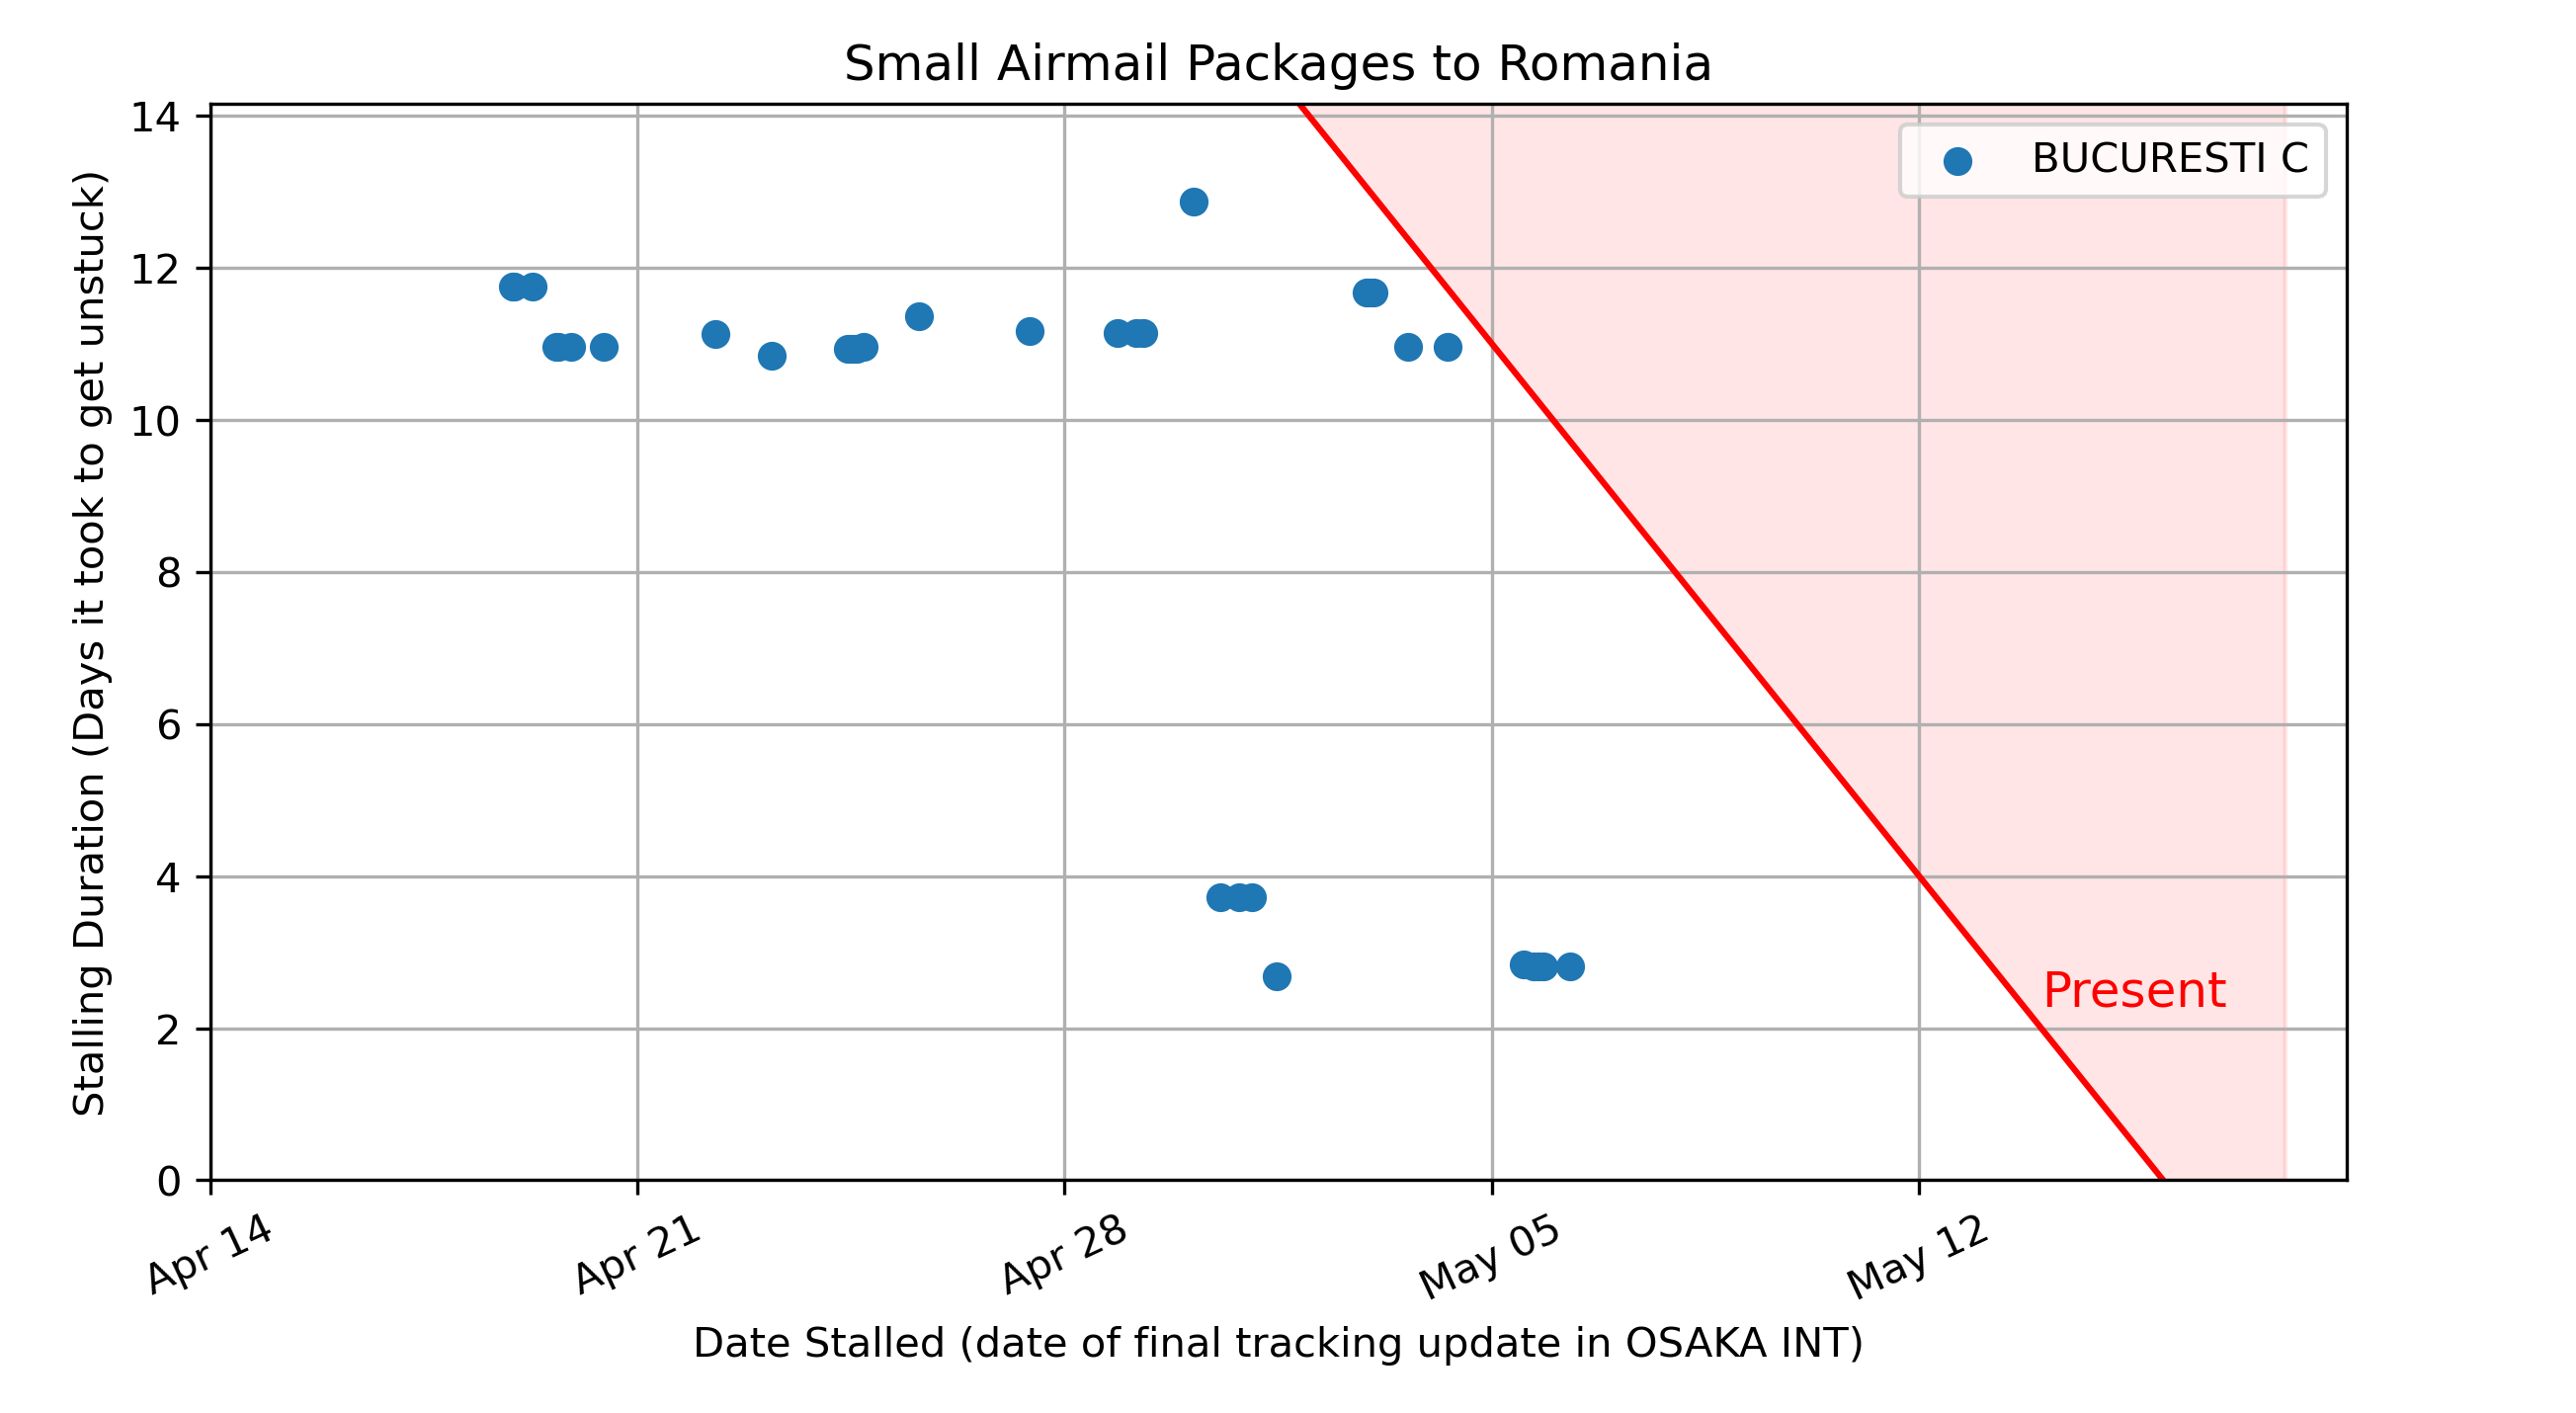 Small Airmail Packages to Romania
BUCURESTI C
Stalling Duration (Days it took to get unstuck)
14
12
10
8
6
4
2
0
Present
Apr 14
Apr 21
Apr 28
May 05
May 12
Date Stalled (date of final tracking update in OSAKA INT)